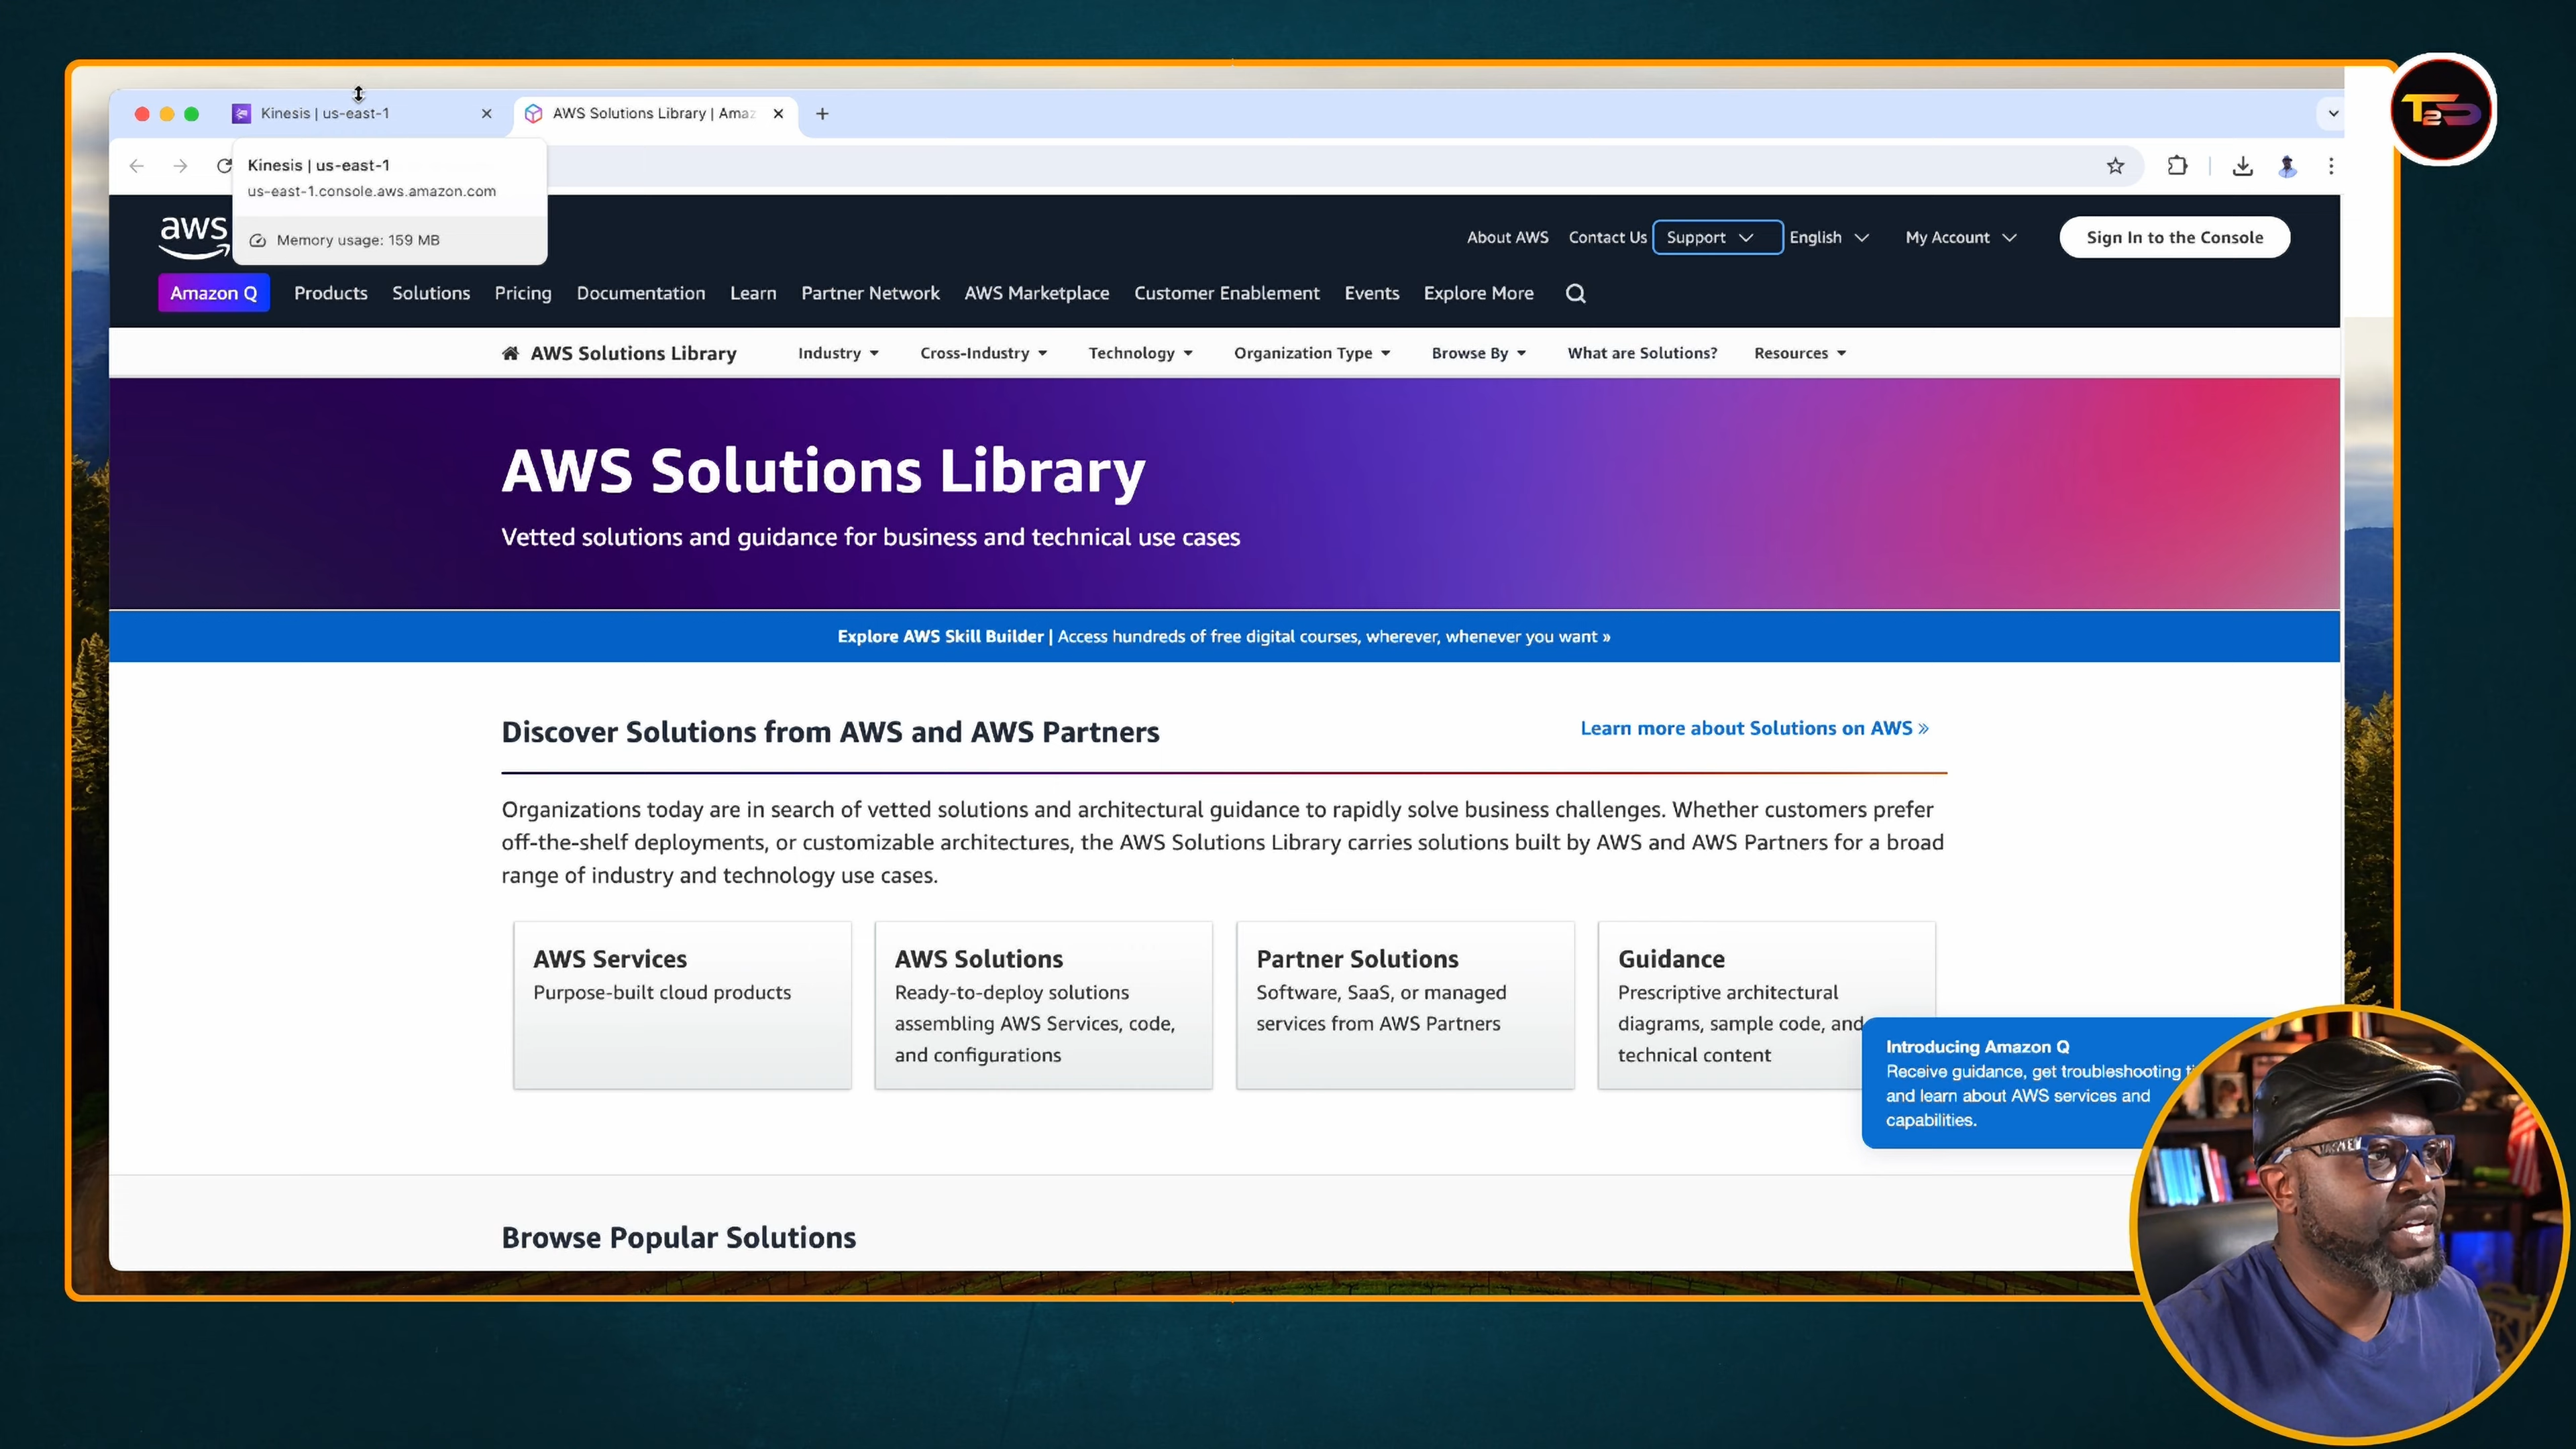 Kinesis | us-east-1
AWS Solutions Library | Amaz
T2S
Kinesis | us-east-1
us-east-1.console.aws.amazon.com
Memory usage: 159 MB
aws
About AWS
Contact Us
Support
English
My Account
Sign In to the Console
Amazon Q
Products
Solutions
Pricing
Documentation
Learn
Partner Network
AWS Marketplace
Customer Enablement
Events
Explore More
AWS Solutions Library
Industry
Cross-Industry
Technology
Organization Type
Browse By
What are Solutions?
Resources
AWS Solutions Library
Vetted solutions and guidance for business and technical use cases
Explore AWS Skill Builder | Access hundreds of free digital courses, wherever, whenever you want »
Discover Solutions from AWS and AWS Partners
Learn more about Solutions on AWS »
Organizations today are in search of vetted solutions and architectural guidance to rapidly solve business challenges. Whether customers prefer
off-the-shelf deployments, or customizable architectures, the AWS Solutions Library carries solutions built by AWS and AWS Partners for a broad
range of industry and technology use cases.
AWS Services
Purpose-built cloud products
AWS Solutions
Ready-to-deploy solutions
assembling AWS Services, code,
and configurations
Partner Solutions
Software, SaaS, or managed
services from AWS Partners
Guidance
Prescriptive architectural
diagrams, sample code, and
technical content
Introducing Amazon Q
Receive guidance, get troubleshooting
and learn about AWS services and
capabilities.
Browse Popular Solutions